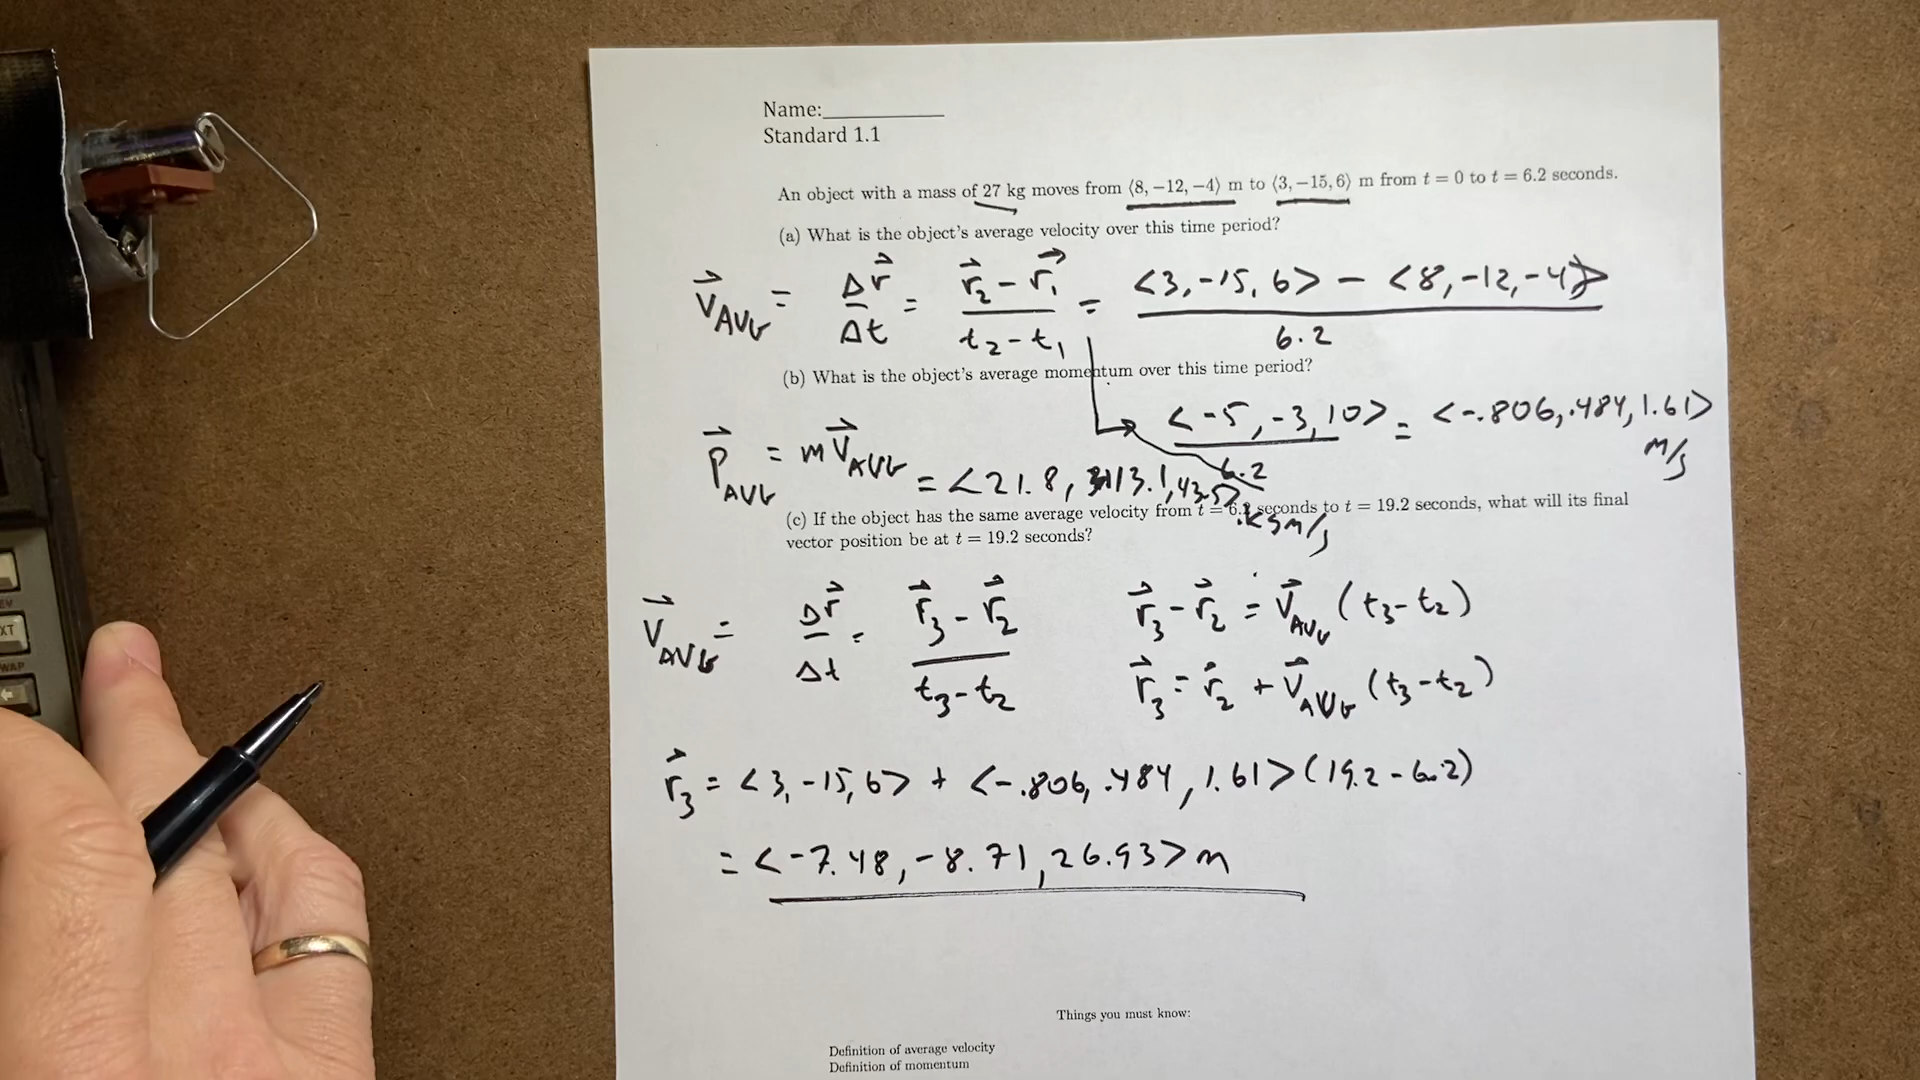 Name:__________
Standard 1.1
An object with a mass of 27 kg moves from ⟨8, −12, −4⟩ m to ⟨3, −15, 6⟩ m from t = 0 to t = 6.2 seconds.
(a) What is the object's average velocity over this time period?
v⃗AVG = Δr⃗/Δt = (r⃗2 − r⃗1)/(t2 − t1) = (<3, -15, 6> − <8, -12, -4>)/6.2
(b) What is the object's average momentum over this time period?
<-5, -3, 10>/6.2 = <-.806, .484, 1.61> m/s
P⃗AVG = m v⃗AVG = <21.8, 13.1, 43.5> kgm/s
(c) If the object has the same average velocity from t = 6.2 seconds to t = 19.2 seconds, what will its final
vector position be at t = 19.2 seconds?
v⃗AVG = Δr⃗/Δt = (r⃗3 − r⃗2)/(t3 − t2)
r⃗3 − r⃗2 = v⃗AVG (t3 − t2)
r⃗3 = r⃗2 + v⃗AVG (t3 − t2)
r⃗3 = <3, -15, 6> + <-.806, .484, 1.61>(19.2 - 6.2)
= <-7.48, -8.71, 26.93> m
Things you must know:
Definition of average velocity
Definition of momentum
XT
WAP